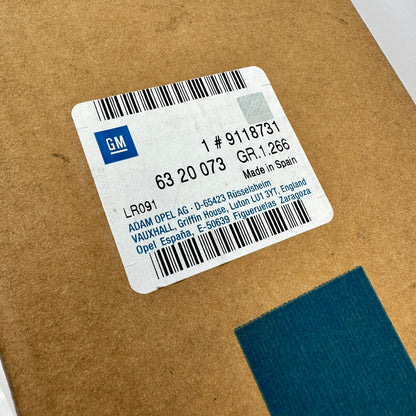 GM
1 # 9118731
63 20 073 GR.1.266
LR091 Made in Spain
ADAM OPEL AG · D-65423 Rüsselsheim
VAUXHALL, Griffin House, Luton LU1 3YT, England
Opel España, E-50639 Figueruelas Zaragoza